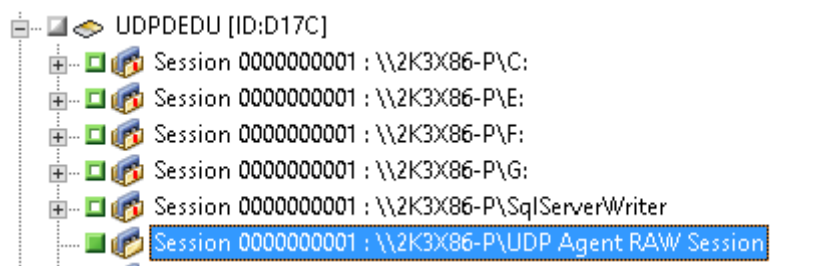 UDPDEDU [ID:D17C]
Session 0000000001 : \\2K3X86-P\C:
Session 0000000001 : \\2K3X86-P\E:
Session 0000000001 : \\2K3X86-P\F:
Session 0000000001 : \\2K3X86-P\G:
Session 0000000001 : \\2K3X86-P\SqlServerWriter
Session 0000000001 : \\2K3X86-P\UDP Agent RAW Session